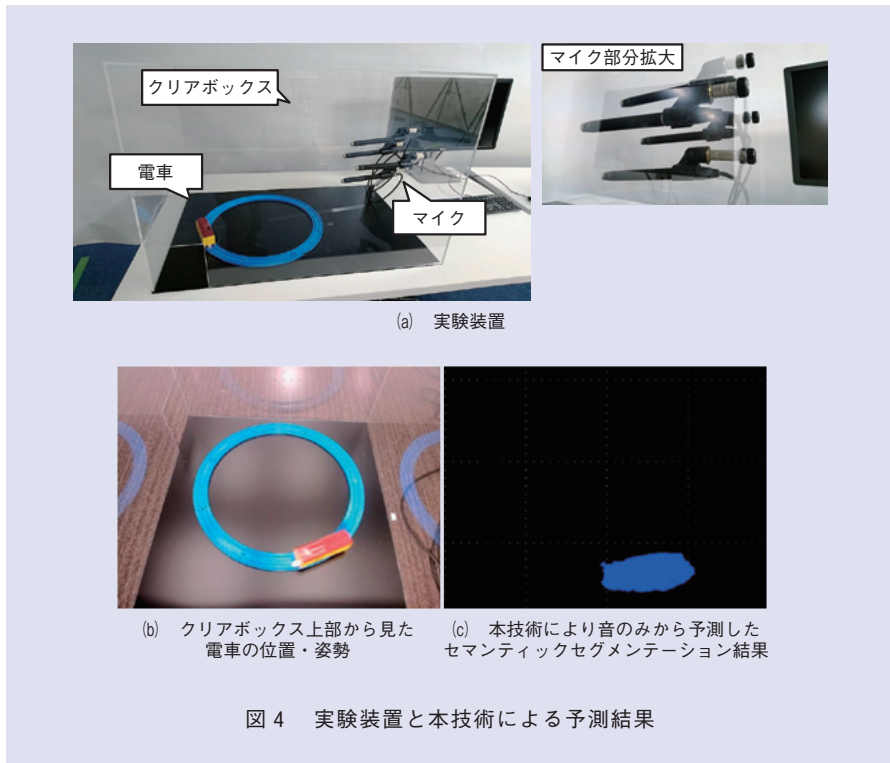 クリアボックス
マイク部分拡大
電車
マイク
(a) 実験装置
(b) クリアボックス上部から見た
電車の位置・姿勢
(c) 本技術により音のみから予測した
セマンティックセグメンテーション結果
図 4 実験装置と本技術による予測結果